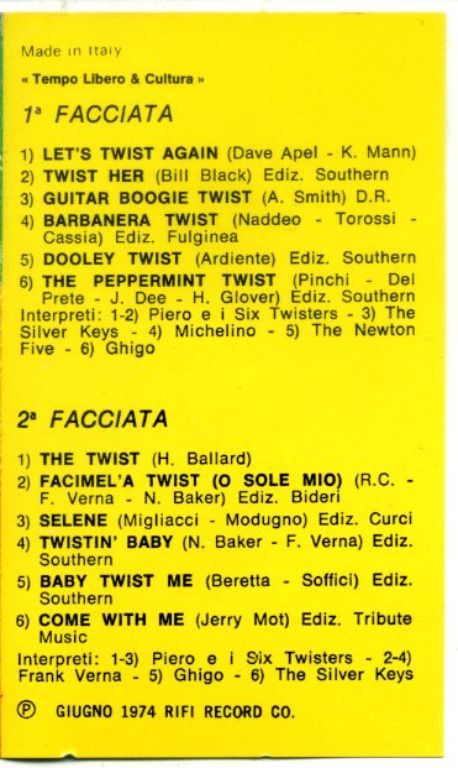 Made in Italy
« Tempo Libero & Cultura »
1ª FACCIATA
1) LET'S TWIST AGAIN (Dave Apel - K. Mann)
2) TWIST HER (Bill Black) Ediz. Southern
3) GUITAR BOOGIE TWIST (A. Smith) D.R.
4) BARBANERA TWIST (Naddeo - Torossi -
Cassia) Ediz. Fulginea
5) DOOLEY TWIST (Ardiente) Ediz. Southern
6) THE PEPPERMINT TWIST (Pinchi - Del
Prete - J. Dee - H. Glover) Ediz. Southern
Interpreti: 1-2) Piero e i Six Twisters - 3) The
Silver Keys - 4) Michelino - 5) The Newton
Five - 6) Ghigo
2ª FACCIATA
1) THE TWIST (H. Ballard)
2) FACIMEL'A TWIST (O SOLE MIO) (R.C. -
F. Verna - N. Baker) Ediz. Bideri
3) SELENE (Migliacci - Modugno) Ediz. Curci
4) TWISTIN' BABY (N. Baker - F. Verna) Ediz.
Southern
5) BABY TWIST ME (Beretta - Soffici) Ediz.
Southern
6) COME WITH ME (Jerry Mot) Ediz. Tribute
Music
Interpreti: 1-3) Piero e i Six Twisters - 2-4)
Frank Verna - 5) Ghigo - 6) The Silver Keys
℗ GIUGNO 1974 RIFI RECORD CO.